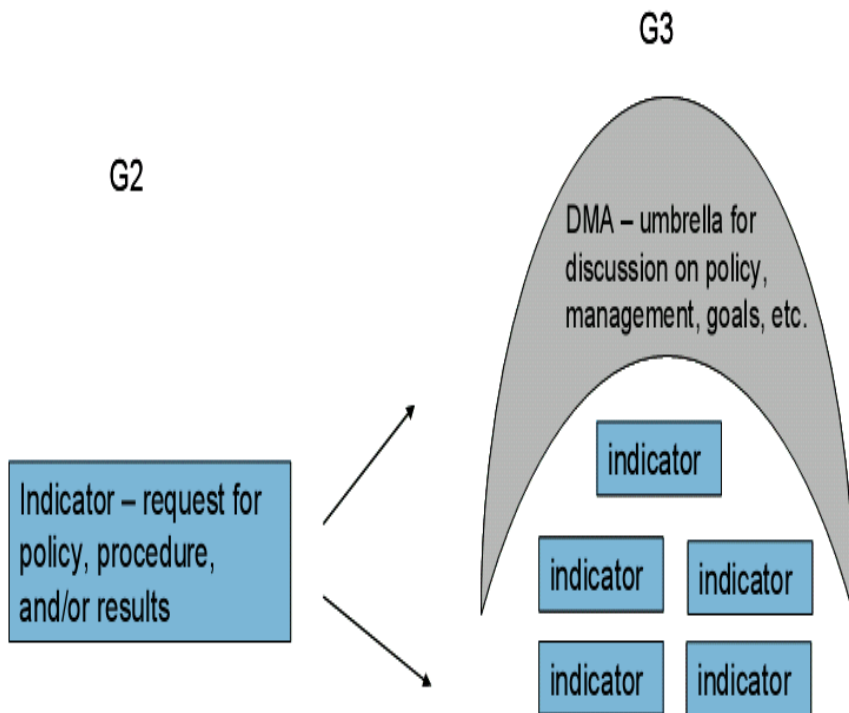 G3
G2
DMA – umbrella for
discussion on policy,
management, goals, etc.
indicator
Indicator – request for
policy, procedure,
and/or results
indicator
indicator
indicator
indicator